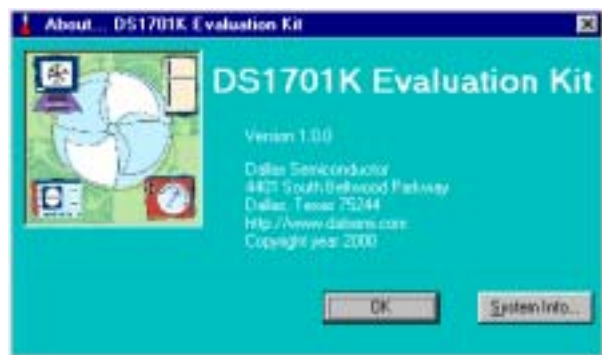 About... DS1701K Evaluation Kit
DS1701K Evaluation Kit
Version 1.0.0
Dallas Semiconductor
4401 South Beltwood Parkway
Dallas, Texas 75244
http://www.dalsemi.com
Copyright year 2000
OK
System Info...